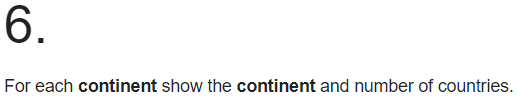 6.
For each continent show the continent and number of countries.